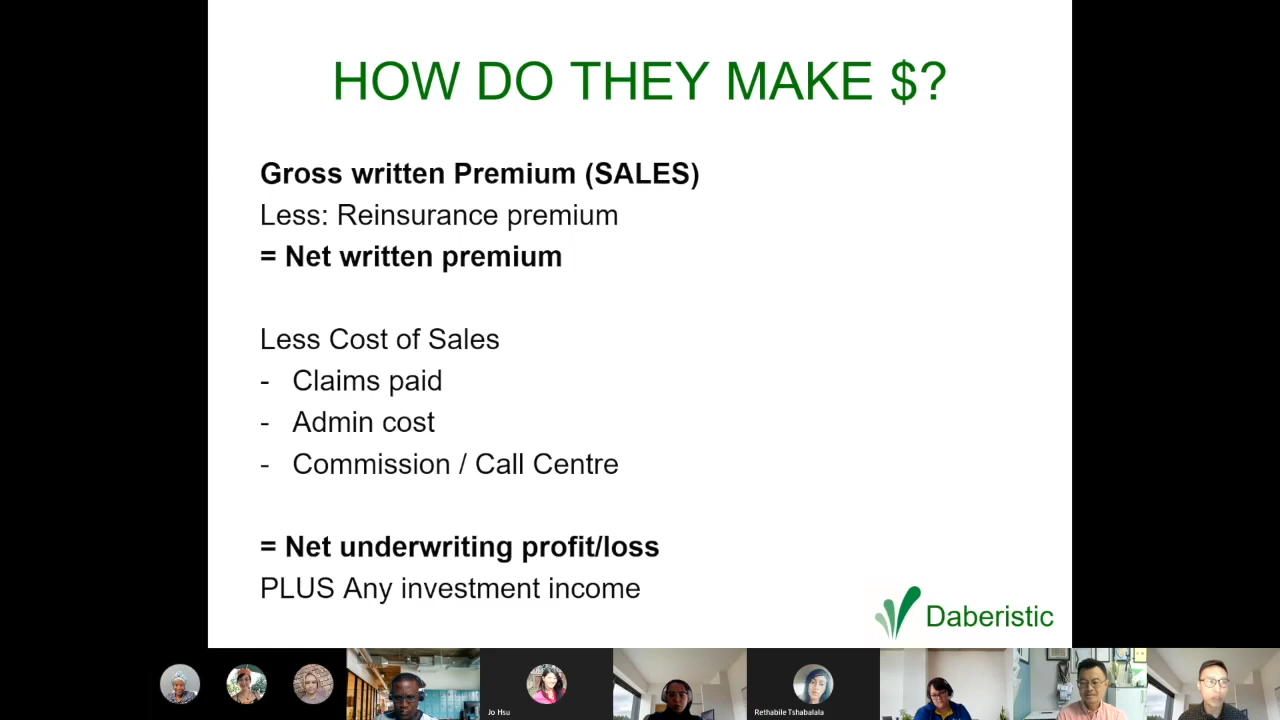 HOW DO THEY MAKE $?
Gross written Premium (SALES)
Less: Reinsurance premium
= Net written premium
Less Cost of Sales
- Claims paid
- Admin cost
- Commission / Call Centre
= Net underwriting profit/loss
PLUS Any investment income
Daberistic
Jo Hsu
Rethabile Tshabalala